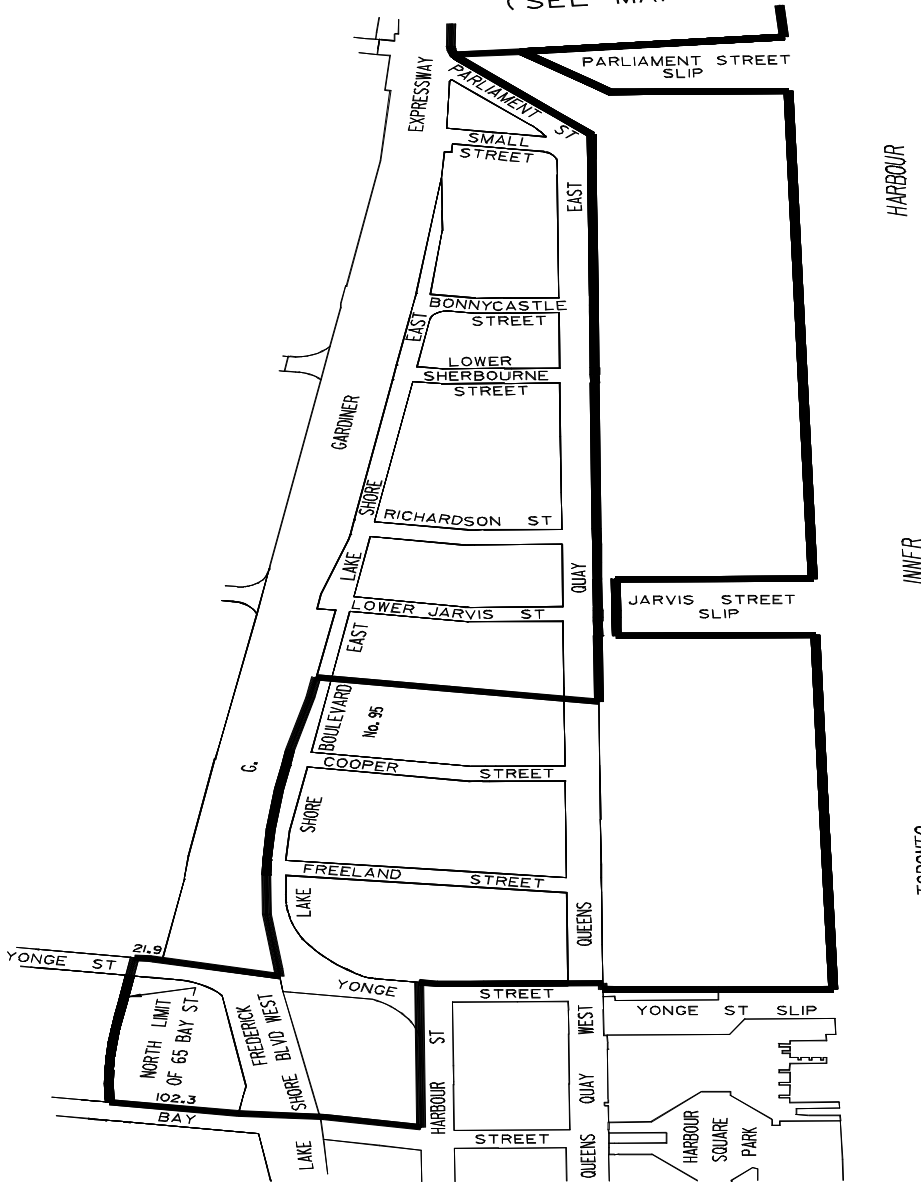 PARLIAMENT STREET
SLIP
EXPRESSWAY
PARLIAMENT ST
SMALL
STREET
HARBOUR
EAST
BONNYCASTLE
STREET
EAST
LOWER
SHERBOURNE
STREET
GARDINER
SHORE
RICHARDSON ST
LAKE
QUAY
INNER
JARVIS STREET
SLIP
LOWER JARVIS ST
EAST
BOULEVARD
No. 95
G.
COOPER STREET
SHORE
FREELAND STREET
LAKE
QUEENS
21.9
YONGE ST
YONGE
STREET
YONGE ST SLIP
NORTH LIMIT
OF 65 BAY ST
FREDERICK
BLVD WEST
SHORE
HARBOUR ST
WEST
QUAY
102.3
BAY
STREET
LAKE
QUEENS
HARBOUR
SQUARE
PARK